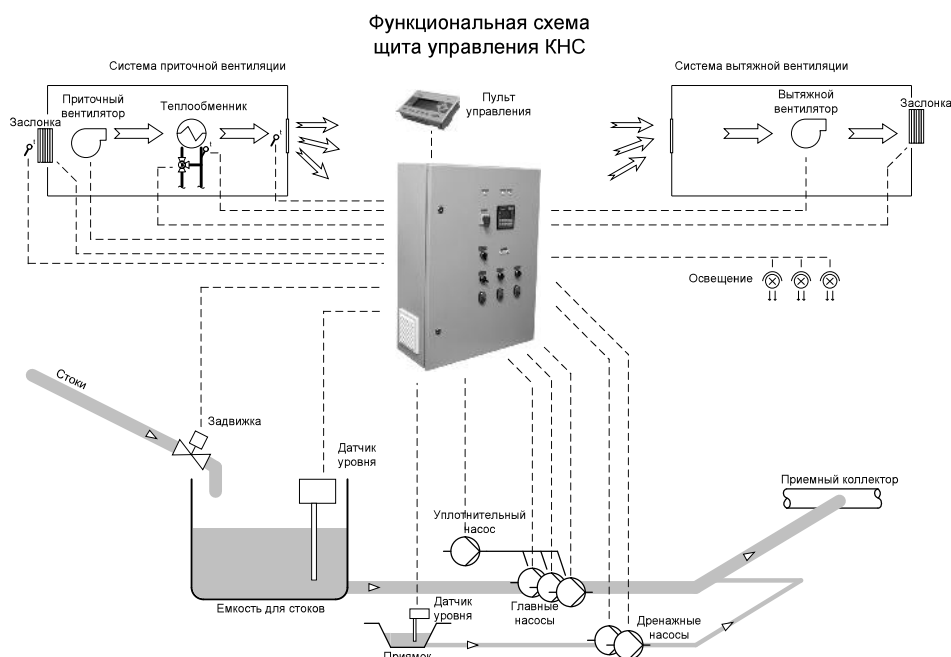 Функциональная схема
щита управления КНС
Система приточной вентиляции
Система вытяжной вентиляции
Приточный
вентилятор
Теплообменник
Заслонка
Пульт
управления
Вытяжной
вентилятор
Заслонка
t
t
t
Освещение
Стоки
Задвижка
Датчик
уровня
Приемный коллектор
Уплотнительный
насос
Емкость для стоков
Датчик
уровня
Главные
насосы
Дренажные
насосы
Приямок